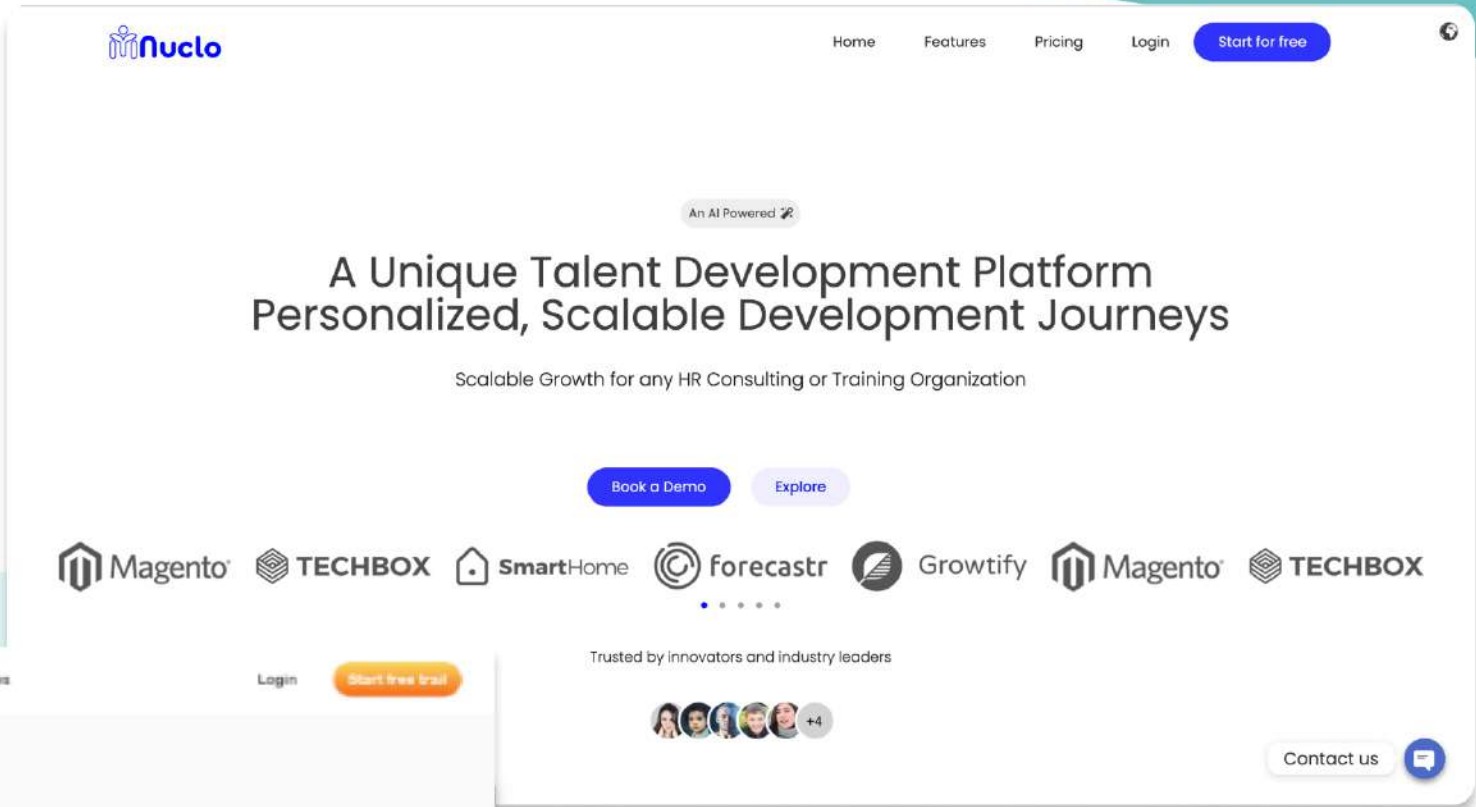 Nuclo
Home Features Pricing Login Start for free
An AI Powered
A Unique Talent Development Platform
Personalized, Scalable Development Journeys
Scalable Growth for any HR Consulting or Training Organization
Book a Demo Explore
Magento TECHBOX SmartHome forecastr Growtify Magento TECHBOX
Trusted by innovators and industry leaders
Login Start free trail
+4
Contact us